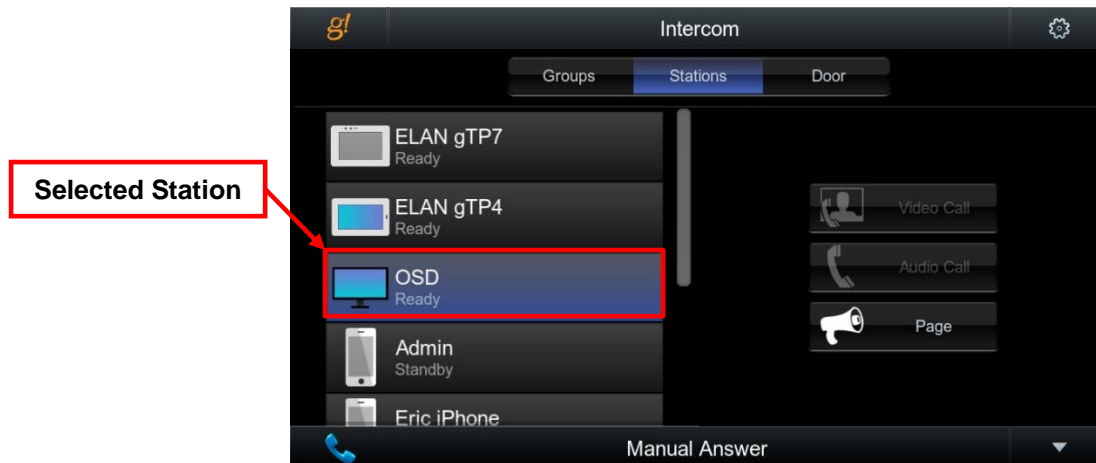 g!
Intercom
Groups
Stations
Door
ELAN gTP7
Ready
ELAN gTP4
Ready
Selected Station
OSD
Ready
Admin
Standby
Eric iPhone
Video Call
Audio Call
Page
Manual Answer